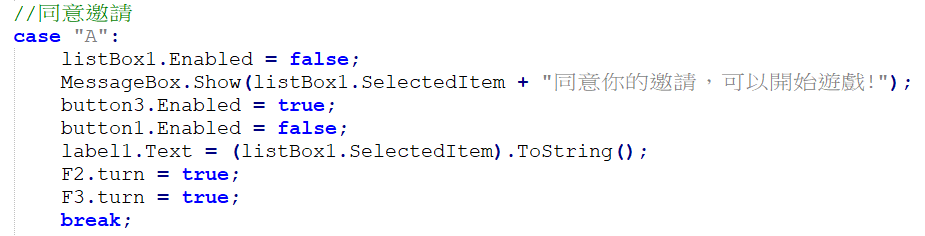 //同意邀請
case "A":
    listBox1.Enabled = false;
    MessageBox.Show(listBox1.SelectedItem + "同意你的邀請，可以開始遊戲!");
    button3.Enabled = true;
    button1.Enabled = false;
    label1.Text = (listBox1.SelectedItem).ToString();
    F2.turn = true;
    F3.turn = true;
    break;